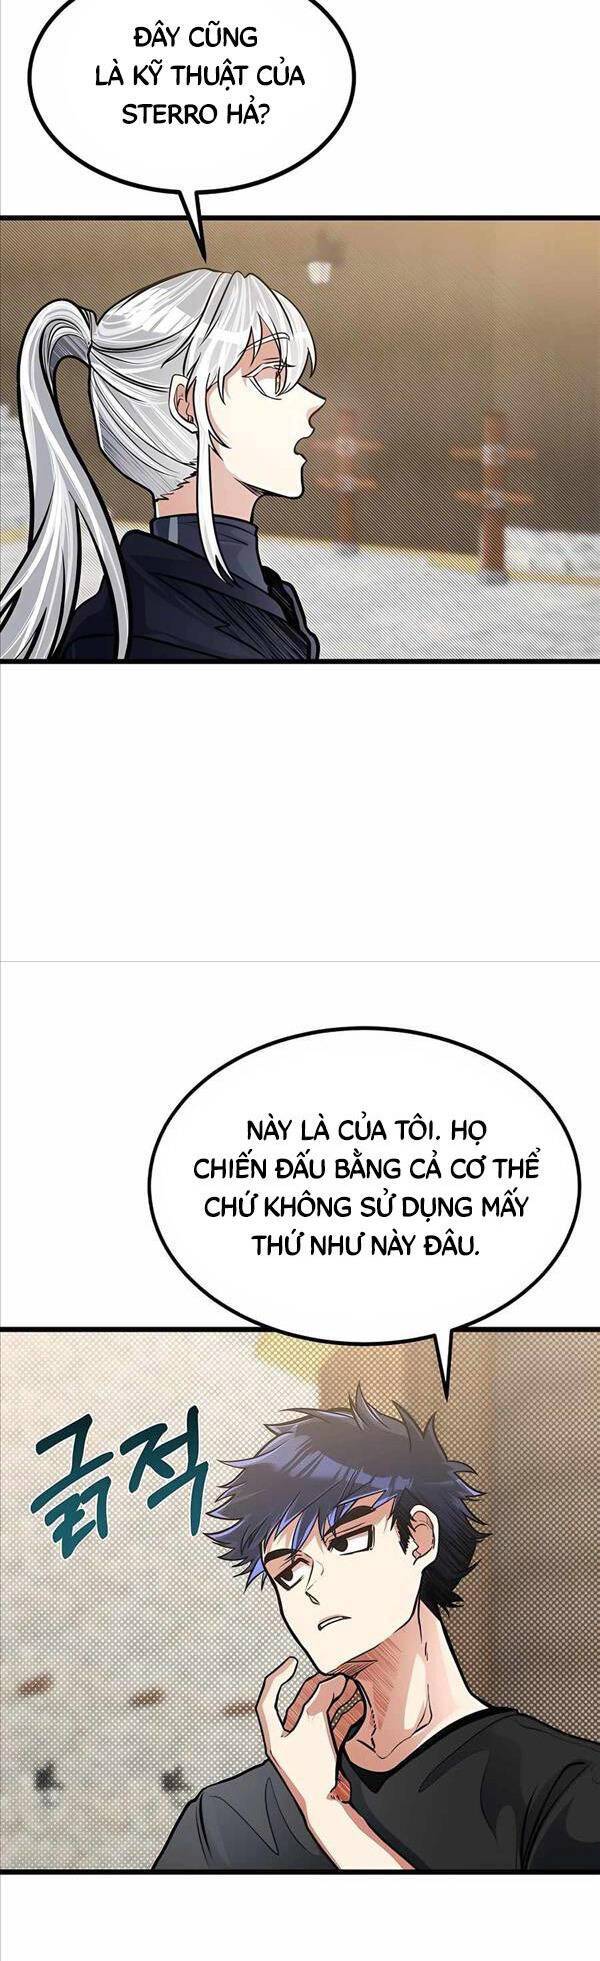 ĐÂY CŨNG
LÀ KỸ THUẬT CỦA
STERRO HẢ?
NÀY LÀ CỦA TÔI. HỌ
CHIẾN ĐẤU BẰNG CẢ CƠ THỂ
CHỨ KHÔNG SỬ DỤNG MẤY
THỨ NHƯ NÀY ĐÂU.
긁적